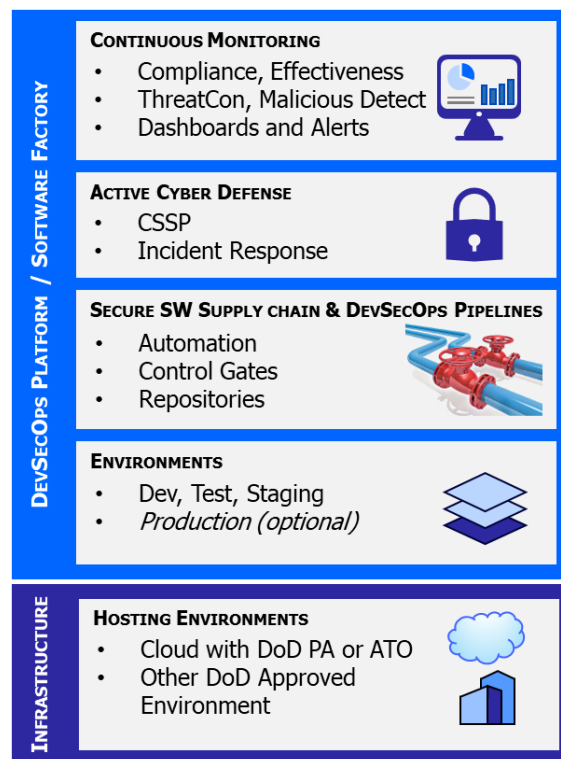 DEVSECOPS PLATFORM / SOFTWARE FACTORY
CONTINUOUS MONITORING
• Compliance, Effectiveness
• ThreatCon, Malicious Detect
• Dashboards and Alerts
ACTIVE CYBER DEFENSE
• CSSP
• Incident Response
SECURE SW SUPPLY CHAIN & DEVSECOPS PIPELINES
• Automation
• Control Gates
• Repositories
ENVIRONMENTS
• Dev, Test, Staging
• Production (optional)
INFRASTRUCTURE
HOSTING ENVIRONMENTS
• Cloud with DoD PA or ATO
• Other DoD Approved
Environment